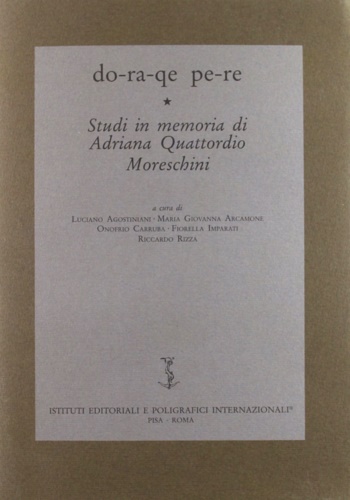 do-ra-qe pe-re
★
Studi in memoria di
Adriana Quattordio
Moreschini
a cura di
Luciano Agostiniani · Maria Giovanna Arcamone
Onofrio Carruba · Fiorella Imparati
Riccardo Rizza
ISTITUTI EDITORIALI E POLIGRAFICI INTERNAZIONALI®
PISA · ROMA